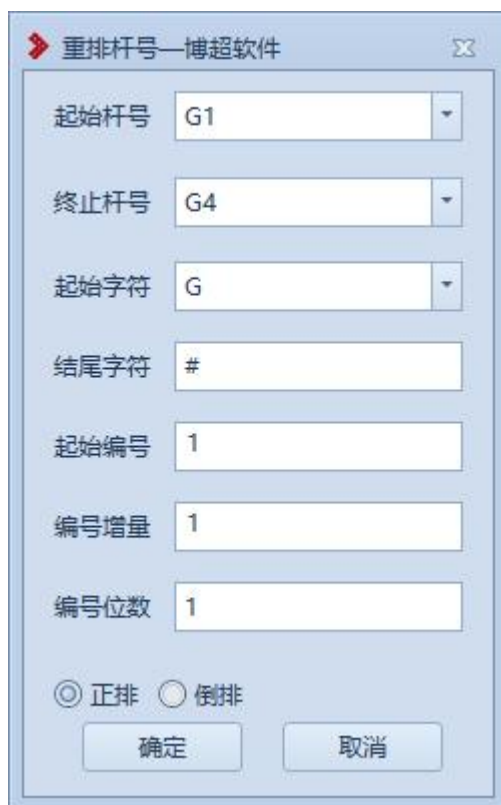 重排杆号—博超软件
起始杆号 G1
终止杆号 G4
起始字符 G
结尾字符 #
起始编号 1
编号增量 1
编号位数 1
正排 倒排
确定 取消